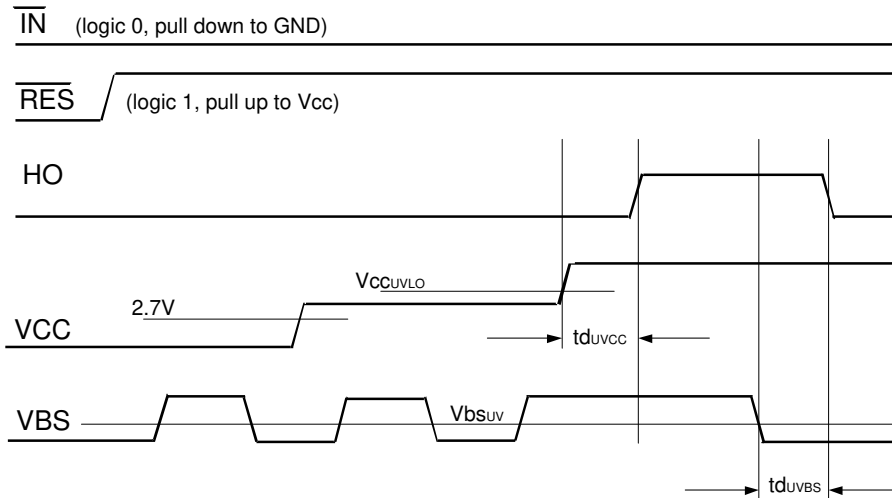 IN (logic 0, pull down to GND)
RES (logic 1, pull up to Vcc)
HO
VccUVLO
2.7V
VCC
tdUVCC
VBS
VbsUV
tdUVBS